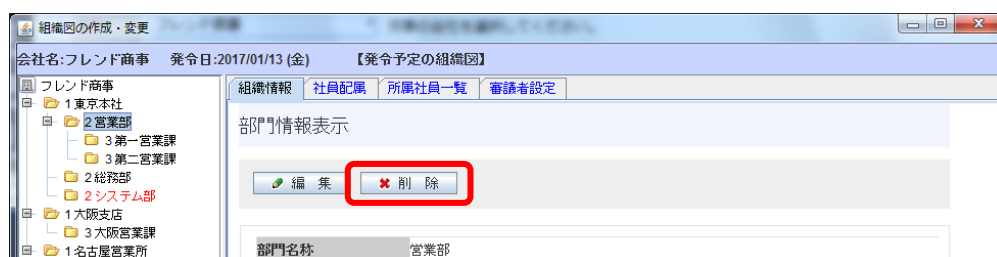 組織図の作成・変更
会社名:フレンド商事 発令日:2017/01/13 (金) 【発令予定の組織図】
フレンド商事
1東京本社
2営業部
3第一営業課
3第二営業課
2総務部
2システム部
1大阪支店
3大阪営業課
1名古屋営業所
組織情報 社員配属 所属社員一覧 審議者設定
部門情報表示
編 集 削 除
部門名称 営業部